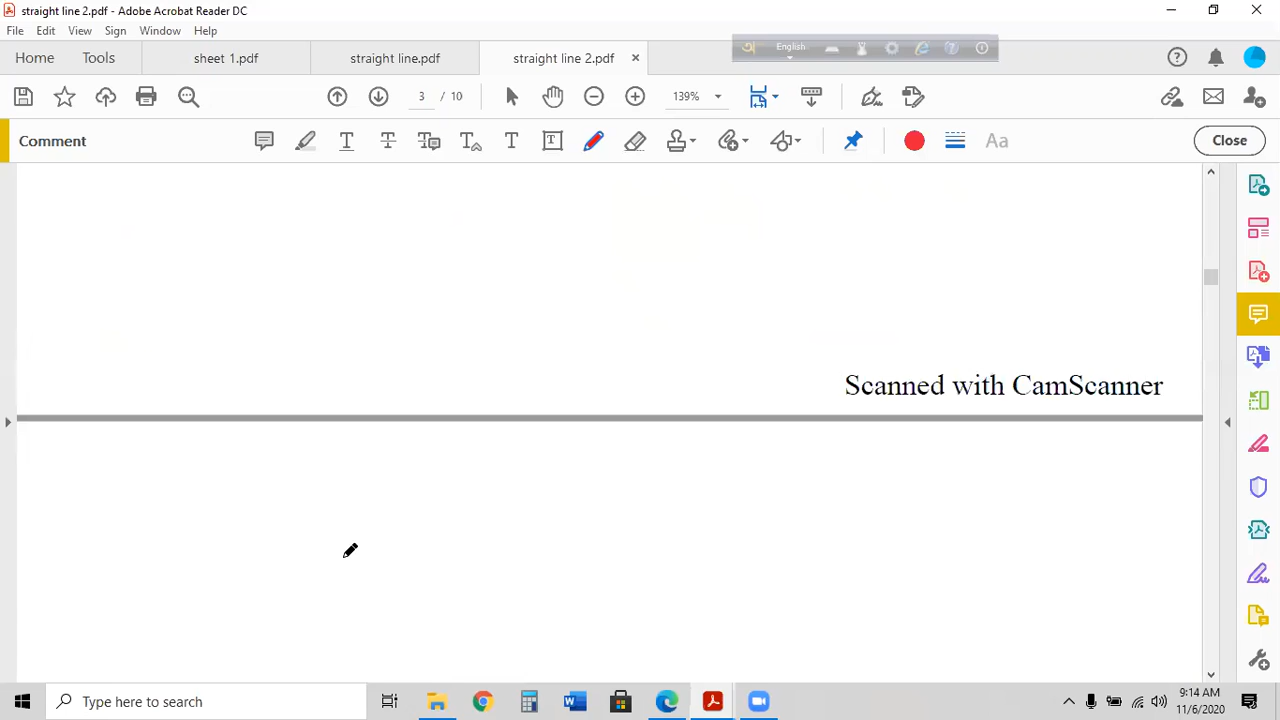 straight line 2.pdf - Adobe Acrobat Reader DC
File Edit View Sign Window Help
Home Tools sheet 1.pdf straight line.pdf straight line 2.pdf English
3 / 10 139%
Comment Aa Close
Scanned with CamScanner
Type here to search
9:14 AM
11/6/2020